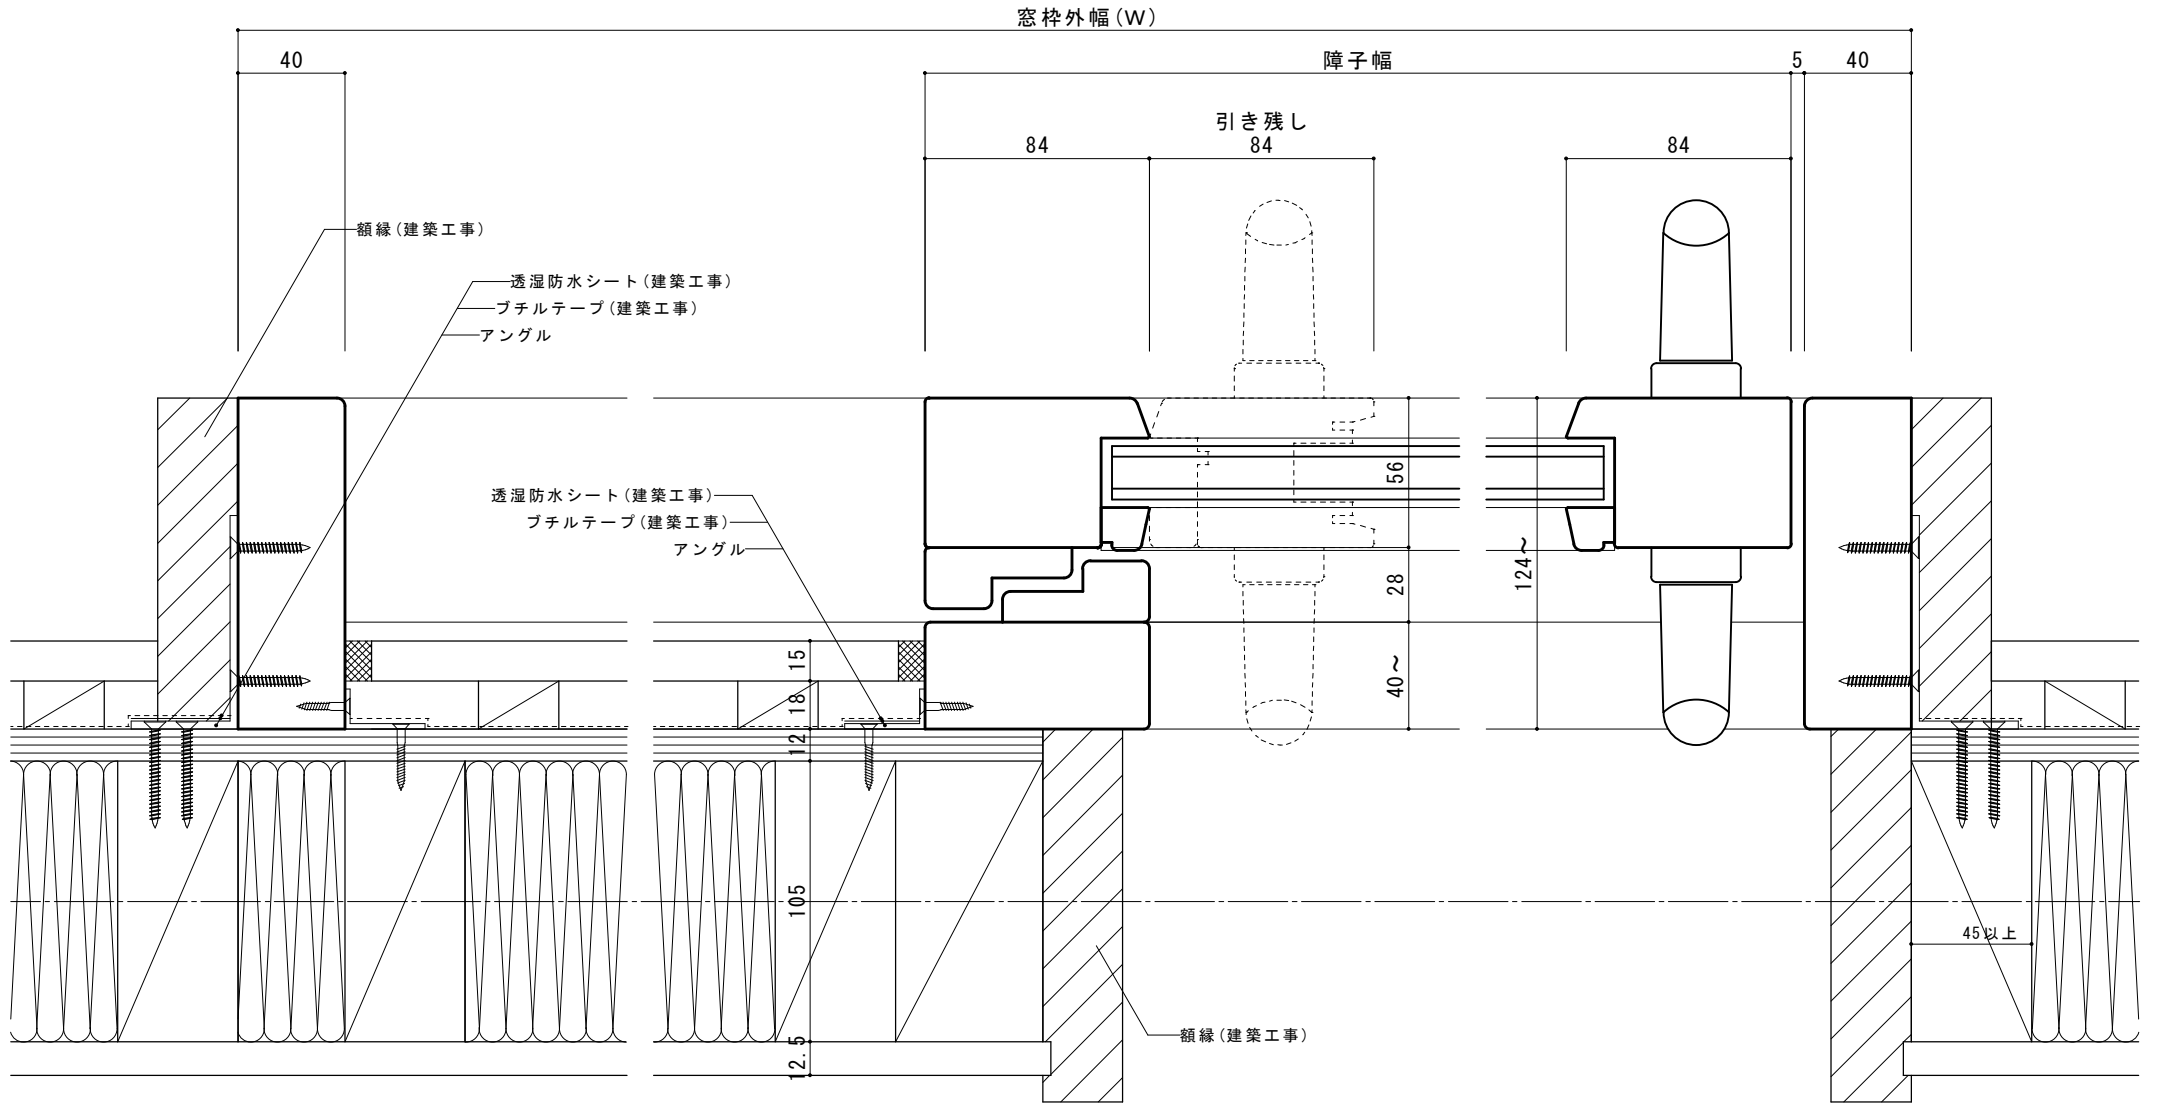 窓枠外幅(W)
40
障子幅
5
40
引き残し
84
84
84
額縁(建築工事)
透湿防水シート(建築工事)
ブチルテープ(建築工事)
アングル
透湿防水シート(建築工事)
ブチルテープ(建築工事)
アングル
56
28
40~
124~
15
18
12
105
12.5
45以上
額縁(建築工事)